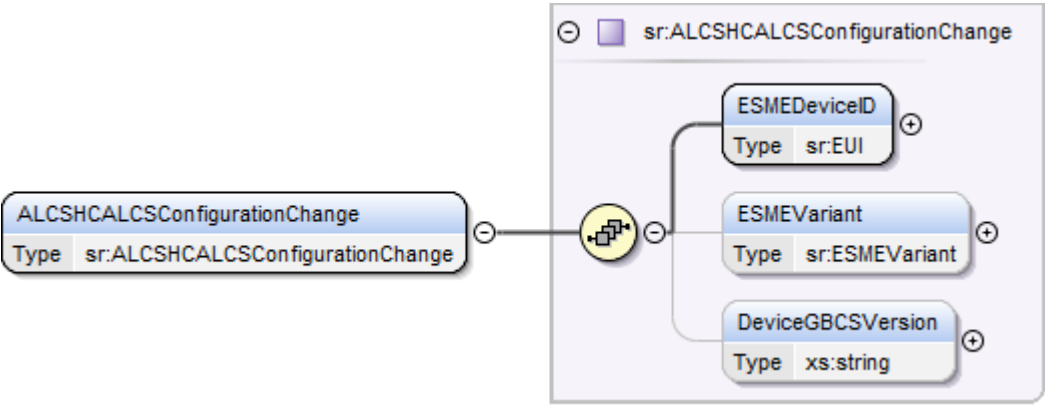 sr:ALCSHCALCSConfigurationChange
ESMEDeviceID
Type sr:EUI
ALCSHCALCSConfigurationChange
Type sr:ALCSHCALCSConfigurationChange
ESMEVariant
Type sr:ESMEVariant
DeviceGBCSVersion
Type xs:string